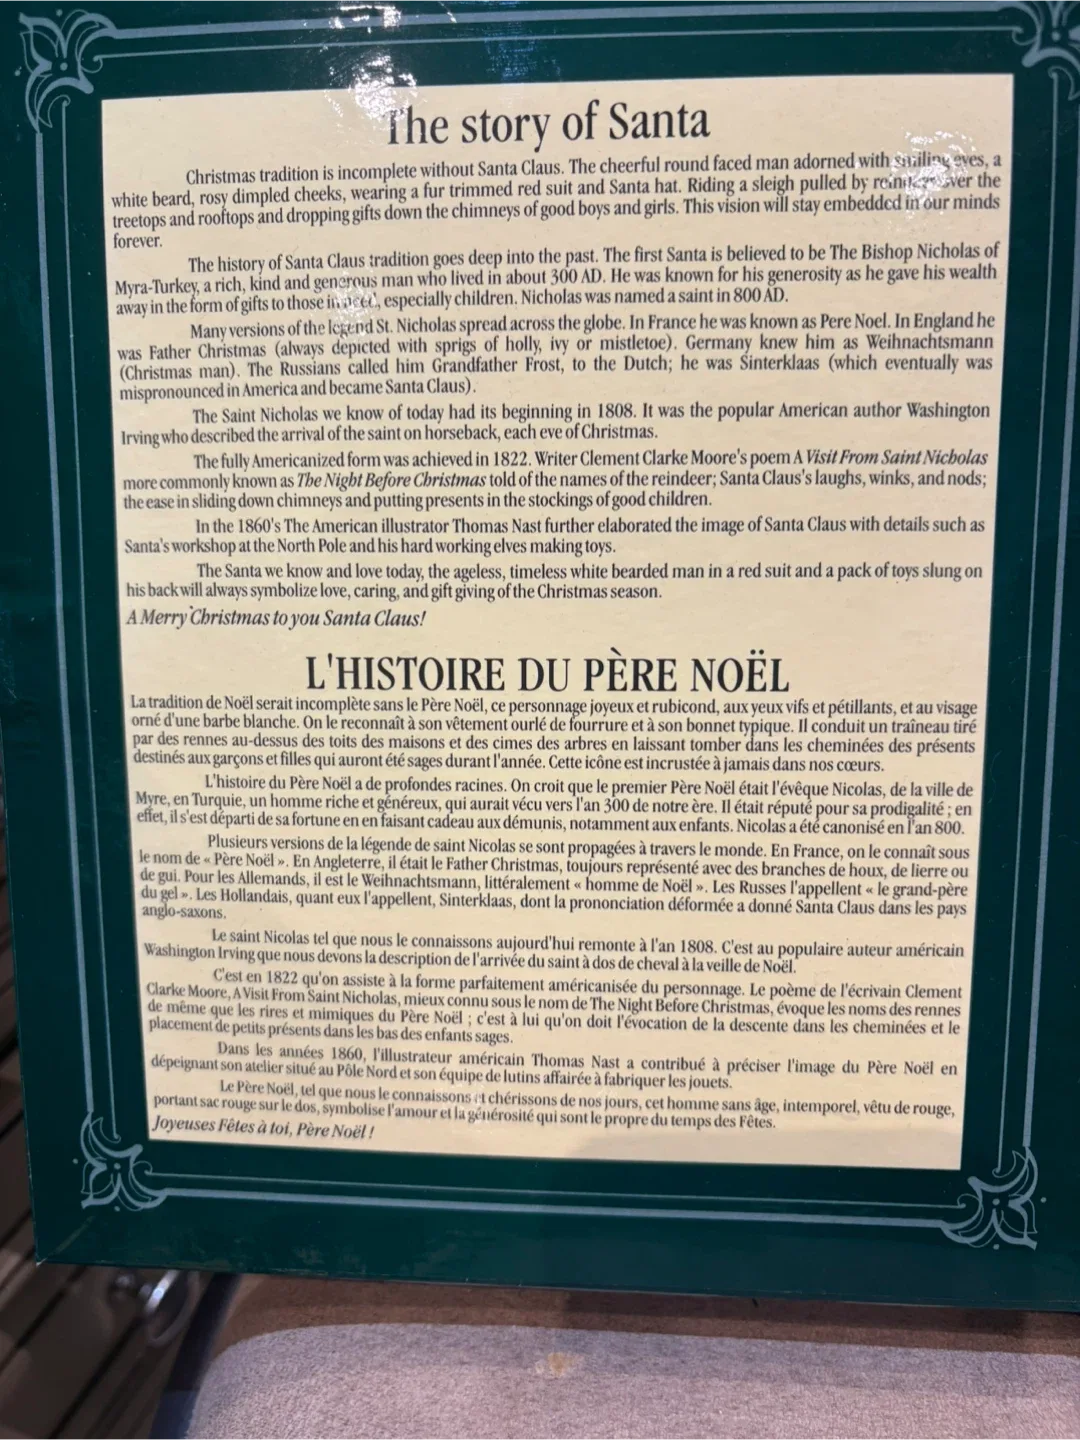 The story of Santa
Christmas tradition is incomplete without Santa Claus. The cheerful round faced man adorned with smiling eyes, a
white beard, rosy dimpled cheeks, wearing a fur trimmed red suit and Santa hat. Riding a sleigh pulled by reindeer over the
treetops and rooftops and dropping gifts down the chimneys of good boys and girls. This vision will stay embedded in our minds
forever.
The history of Santa Claus tradition goes deep into the past. The first Santa is believed to be The Bishop Nicholas of
Myra-Turkey, a rich, kind and generous man who lived in about 300 AD. He was known for his generosity as he gave his wealth
away in the form of gifts to those in need, especially children. Nicholas was named a saint in 800 AD.
Many versions of the legend St. Nicholas spread across the globe. In France he was known as Pere Noel. In England he
was Father Christmas (always depicted with sprigs of holly, ivy or mistletoe). Germany knew him as Weihnachtsmann
(Christmas man). The Russians called him Grandfather Frost, to the Dutch; he was Sinterklaas (which eventually was
mispronounced in America and became Santa Claus).
The Saint Nicholas we know of today had its beginning in 1808. It was the popular American author Washington
Irving who described the arrival of the saint on horseback, each eve of Christmas.
The fully Americanized form was achieved in 1822. Writer Clement Clarke Moore's poem A Visit From Saint Nicholas
more commonly known as The Night Before Christmas told of the names of the reindeer; Santa Claus's laughs, winks, and nods;
the ease in sliding down chimneys and putting presents in the stockings of good children.
In the 1860's The American illustrator Thomas Nast further elaborated the image of Santa Claus with details such as
Santa's workshop at the North Pole and his hard working elves making toys.
The Santa we know and love today, the ageless, timeless white bearded man in a red suit and a pack of toys slung on
his back will always symbolize love, caring, and gift giving of the Christmas season.
A Merry Christmas to you Santa Claus!
L'HISTOIRE DU PÈRE NOËL
La tradition de Noël serait incomplète sans le Père Noël, ce personnage joyeux et rubicond, aux yeux vifs et pétillants, et au visage
orné d'une barbe blanche. On le reconnaît à son vêtement ourlé de fourrure et à son bonnet typique. Il conduit un traîneau tiré
par des rennes au-dessus des toits des maisons et des cimes des arbres en laissant tomber dans les cheminées des présents
destinés aux garçons et filles qui auront été sages durant l'année. Cette icône est incrustée à jamais dans nos cœurs.
L'histoire du Père Noël a de profondes racines. On croit que le premier Père Noël était l'évêque Nicolas, de la ville de
Myre, en Turquie, un homme riche et généreux, qui aurait vécu vers l'an 300 de notre ère. Il était réputé pour sa prodigalité ; en
effet, il s'est départi de sa fortune en en faisant cadeau aux démunis, notamment aux enfants. Nicolas a été canonisé en l'an 800.
Plusieurs versions de la légende de saint Nicolas se sont propagées à travers le monde. En France, on le connaît sous
le nom de « Père Noël ». En Angleterre, il était le Father Christmas, toujours représenté avec des branches de houx, de lierre ou
de gui. Pour les Allemands, il est le Weihnachtsmann, littéralement « homme de Noël ». Les Russes l'appellent « le grand-père
du gel ». Les Hollandais, quant eux l'appellent, Sinterklaas, dont la prononciation déformée a donné Santa Claus dans les pays
anglo-saxons.
Le saint Nicolas tel que nous le connaissons aujourd'hui remonte à l'an 1808. C'est au populaire auteur américain
Washington Irving que nous devons la description de l'arrivée du saint à dos de cheval à la veille de Noël.
C'est en 1822 qu'on assiste à la forme parfaitement américanisée du personnage. Le poème de l'écrivain Clement
Clarke Moore, A Visit From Saint Nicholas, mieux connu sous le nom de The Night Before Christmas, évoque les noms des rennes
de même que les rires et mimiques du Père Noël ; c'est à lui qu'on doit l'évocation de la descente dans les cheminées et le
placement de petits présents dans les bas des enfants sages.
Dans les années 1860, l'illustrateur américain Thomas Nast a contribué à préciser l'image du Père Noël en
dépeignant son atelier situé au Pôle Nord et son équipe de lutins affairée à fabriquer les jouets.
Le Père Noël, tel que nous le connaissons et chérissons de nos jours, cet homme sans âge, intemporel, vêtu de rouge,
portant sac rouge sur le dos, symbolise l'amour et la générosité qui sont le propre du temps des Fêtes.
Joyeuses Fêtes à toi, Père Noël !